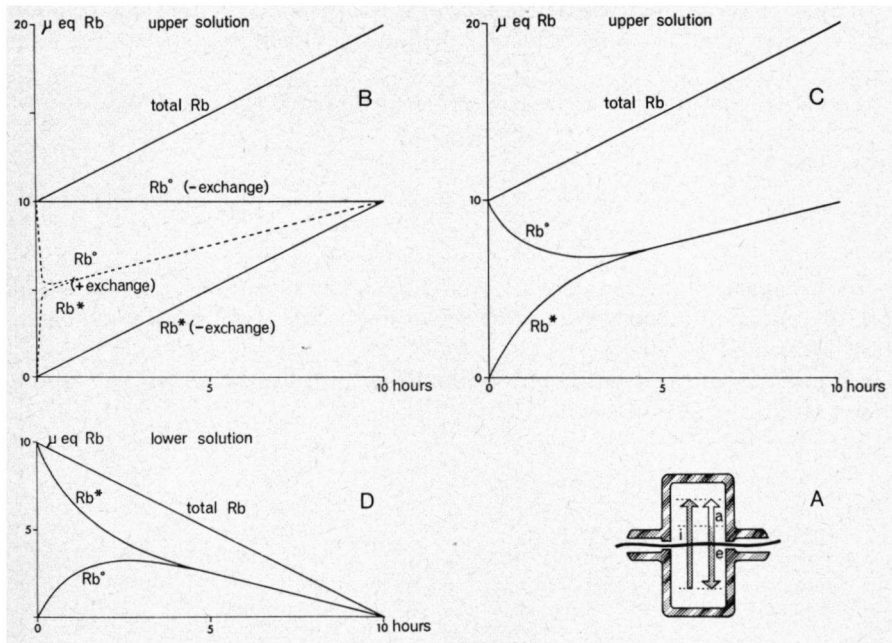 20 μ eq Rb upper solution
total Rb
B
Rb° (-exchange)
10
Rb°
(+exchange)
Rb*
Rb* (-exchange)
0
5
10 hours
20 μ eq Rb upper solution
total Rb
C
10
Rb°
Rb*
0
5
10 hours
10 μ eq Rb lower solution
Rb*
total Rb
D
5
Rb°
0
5
10 hours
A
a
i
e